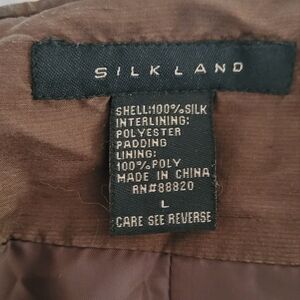 SILKLAND
SHELL:100%SILK
INTERLINING:
POLYESTER
PADDING
LINING:
100%POLY
MADE IN CHINA
RN#88820
L
CARE SEE REVERSE